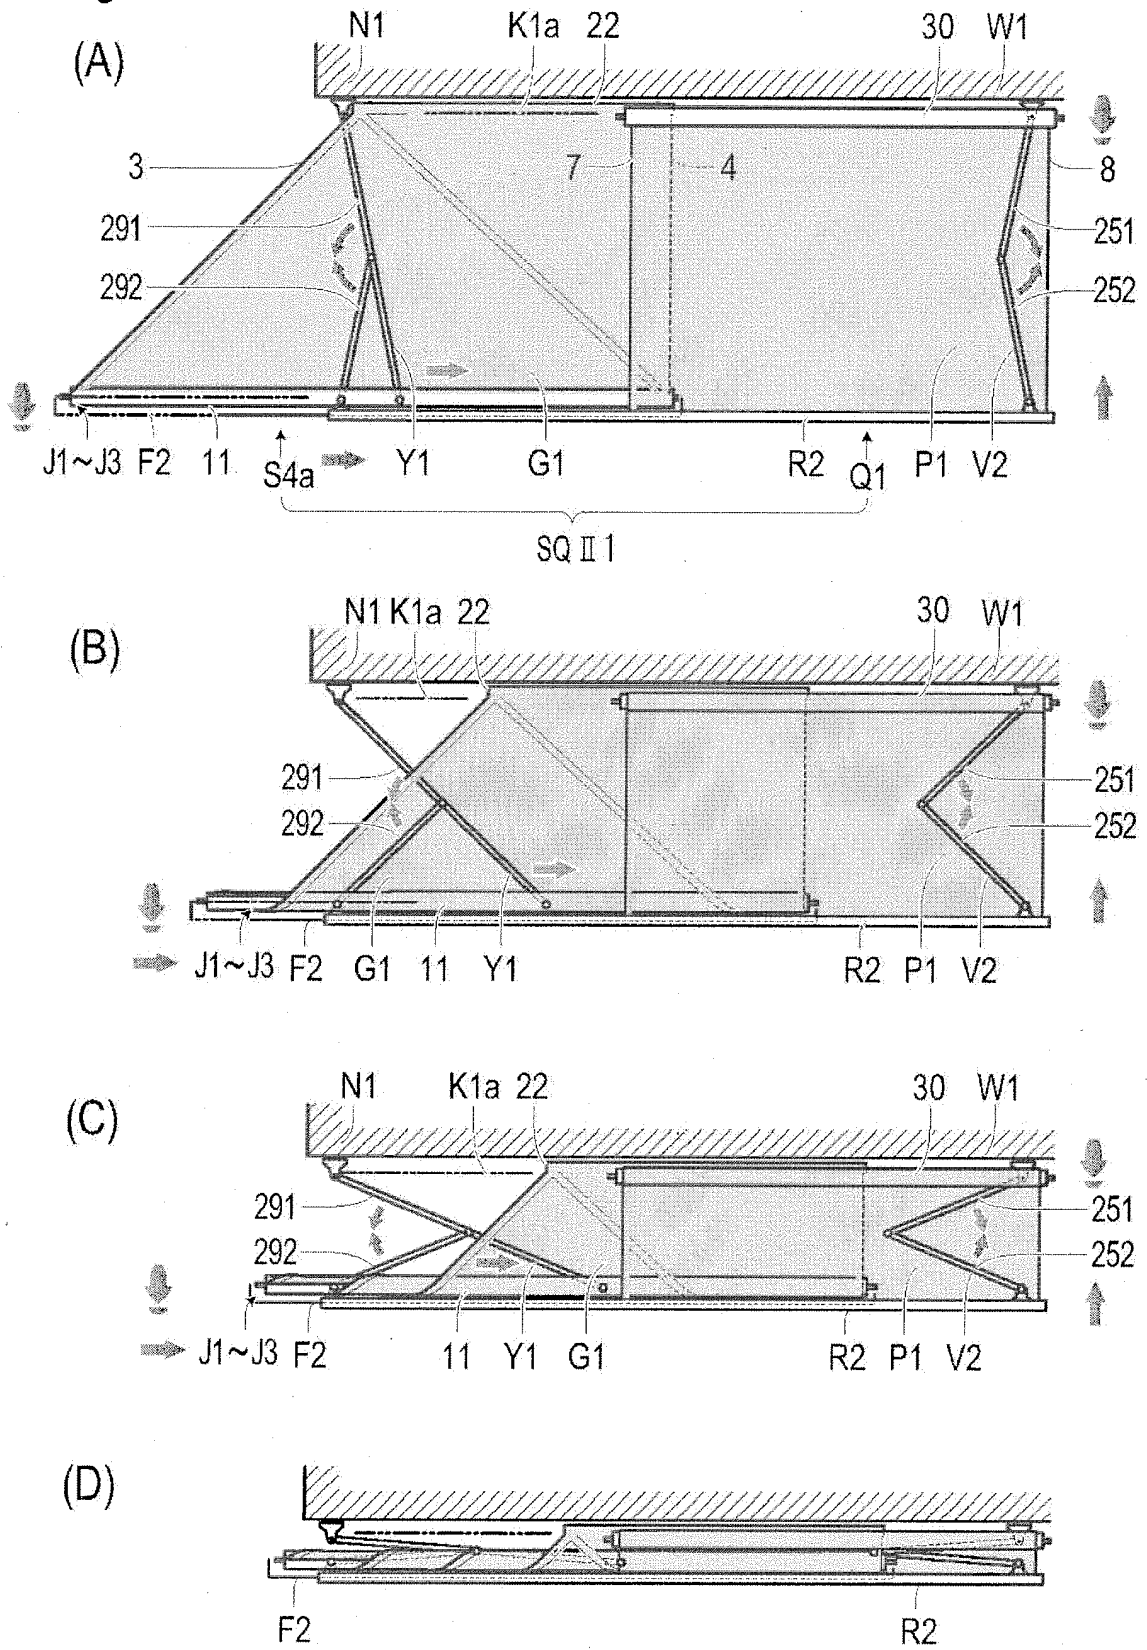 (A)
N1 K1a 22 30 W1
3 7 4 8
291 251
292 252
J1~J3 F2 11 S4a Y1 G1 R2 Q1 P1 V2
SQ II 1
(B)
N1 K1a 22 30 W1
291 251
292 252
J1~J3 F2 G1 11 Y1 R2 P1 V2
(C)
N1 K1a 22 30 W1
291 251
292 252
J1~J3 F2 11 Y1 G1 R2 P1 V2
(D)
F2 R2